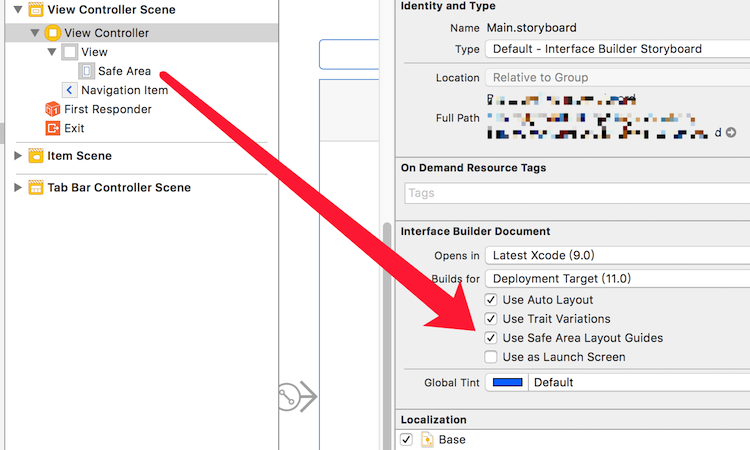 View Controller Scene
View Controller
View
Safe Area
Navigation Item
First Responder
Exit
Item Scene
Tab Bar Controller Scene
Identity and Type
Name Main.storyboard
Type Default - Interface Builder Storyboard
Location Relative to Group
Full Path
d
On Demand Resource Tags
Tags
Interface Builder Document
Opens in Latest Xcode (9.0)
Builds for Deployment Target (11.0)
Use Auto Layout
Use Trait Variations
Use Safe Area Layout Guides
Use as Launch Screen
Global Tint Default
Localization
Base